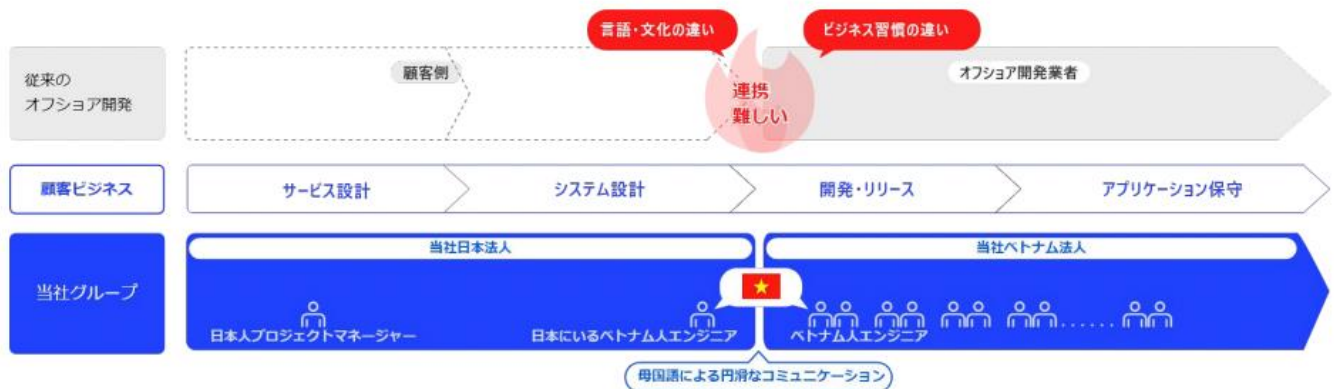 言語・文化の違い
ビジネス習慣の違い
従来の
オフショア開発
顧客側
連携
難しい
オフショア開発業者
顧客ビジネス
サービス設計
システム設計
開発・リリース
アプリケーション保守
当社グループ
当社日本法人
当社ベトナム法人
日本人プロジェクトマネージャー
日本にいるベトナム人エンジニア
ベトナム人エンジニア
......
母国語による円滑なコミュニケーション